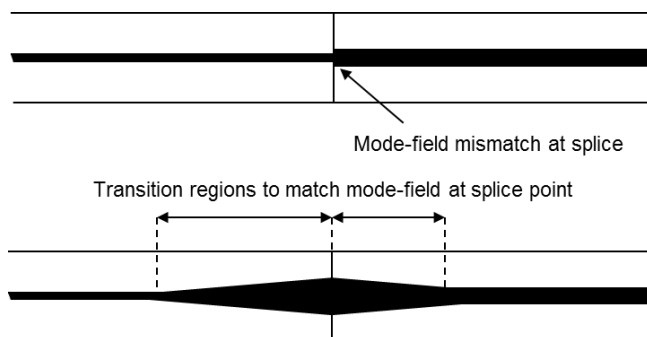 Mode-field mismatch at splice
Transition regions to match mode-field at splice point